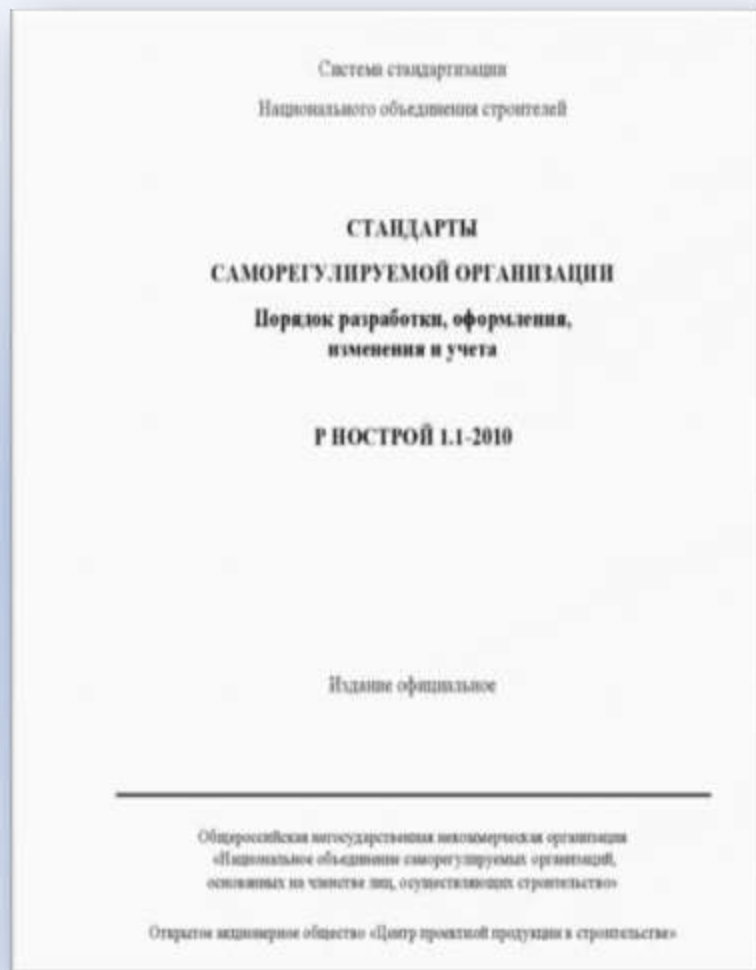 Система стандартизации
Национального объединения строителей
СТАНДАРТЫ
САМОРЕГУЛИРУЕМОЙ ОРГАНИЗАЦИИ
Порядок разработки, оформления,
изменения и учета
Р НОСТРОЙ 1.1-2010
Издание официальное
Общероссийская негосударственная некоммерческая организация
«Национальное объединение саморегулируемых организаций,
основанных на членстве лиц, осуществляющих строительство»
Открытое акционерное общество «Центр проектной продукции в строительстве»